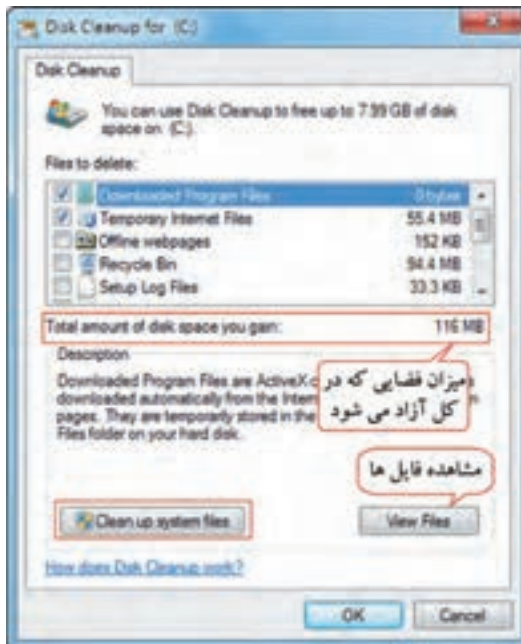 Disk Cleanup for (C:)
Disk Cleanup
You can use Disk Cleanup to free up to 7.99 GB of disk
space on (C:).
Files to delete:
Downloaded Program Files 0 bytes
Temporary Internet Files 55.4 MB
Offline webpages 152 KB
Recycle Bin 94.4 MB
Setup Log Files 33.3 KB
Total amount of disk space you gain: 116 MB
Description
Downloaded Program Files are ActiveX
downloaded automatically from the Inter
pages. They are temporarily stored in the
Files folder on your hard disk.
میزان فضایی که در
کل آزاد می شود
مشاهده فایل ها
Clean up system files View Files
How does Disk Cleanup work?
OK Cancel